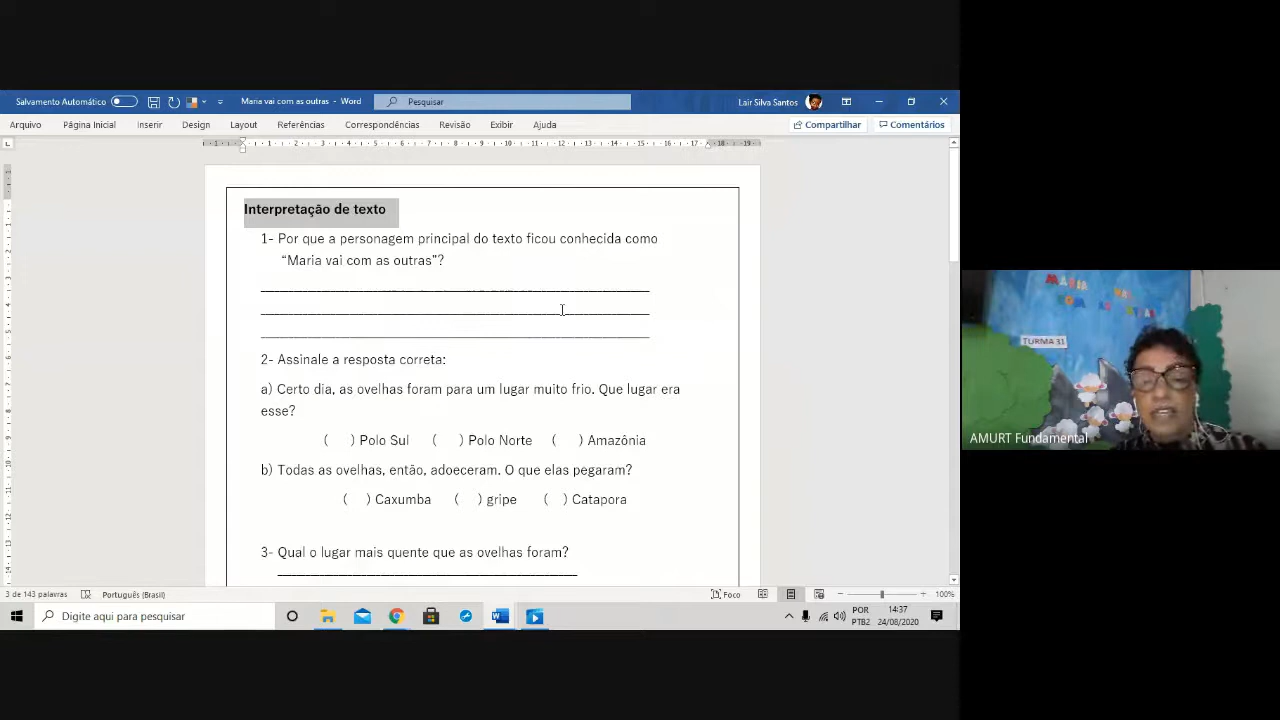 Salvamento Automático
Maria vai com as outras - Word
Pesquisar
Lair Silva Santos
Arquivo Página Inicial Inserir Design Layout Referências Correspondências Revisão Exibir Ajuda
Compartilhar Comentários
Interpretação de texto
1- Por que a personagem principal do texto ficou conhecida como
“Maria vai com as outras”?
2- Assinale a resposta correta:
a) Certo dia, as ovelhas foram para um lugar muito frio. Que lugar era
esse?
( ) Polo Sul ( ) Polo Norte ( ) Amazônia
b) Todas as ovelhas, então, adoeceram. O que elas pegaram?
( ) Caxumba ( ) gripe ( ) Catapora
3- Qual o lugar mais quente que as ovelhas foram?
3 de 143 palavras Português (Brasil) Foco 100%
Digite aqui para pesquisar
POR
PTB2
14:37
24/08/2020
MARIA
COM AS
TURMA 31
AMURT Fundamental